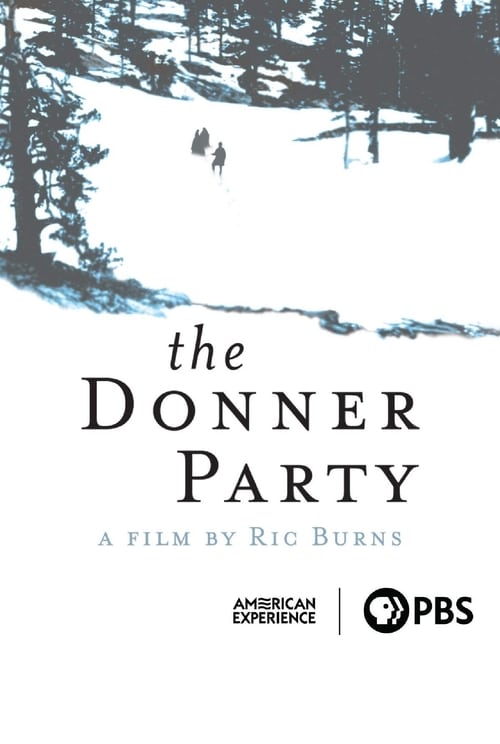 the
DONNER
PARTY
A FILM BY RIC BURNS
AMERICAN
EXPERIENCE
PBS